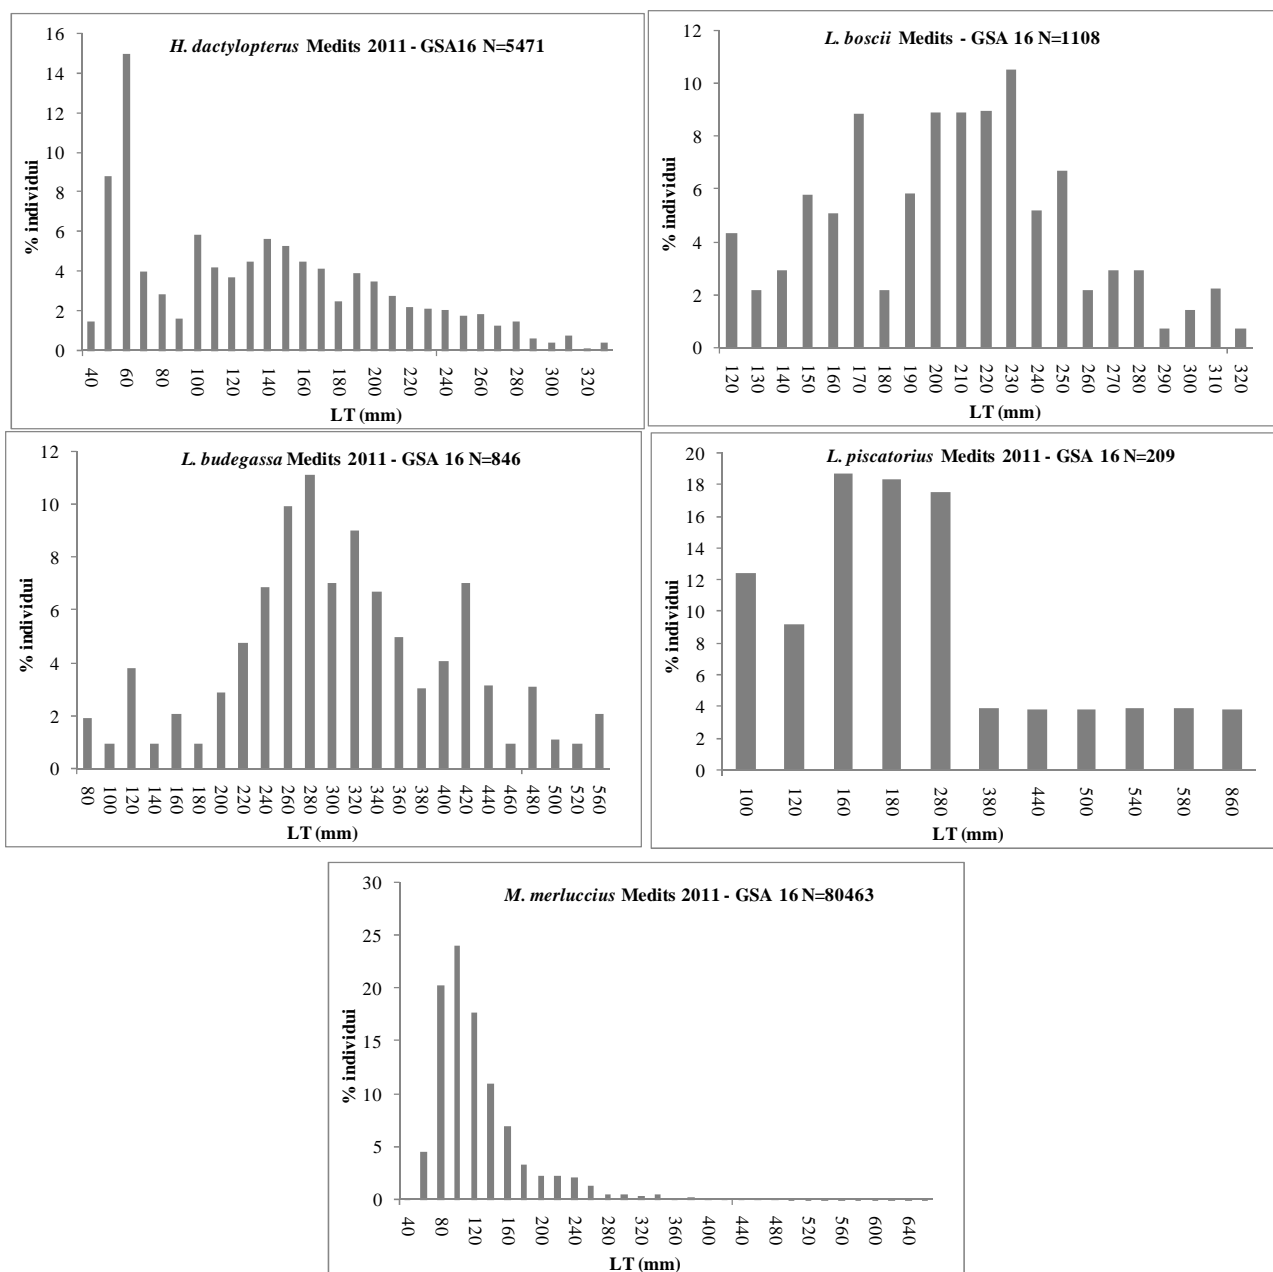 H. dactylopterus Medits 2011 - GSA16 N=5471
% individui
16
14
12
10
8
6
4
2
0
40 60 80 100 120 140 160 180 200 220 240 260 280 300 320
LT (mm)
L. boscii Medits - GSA 16 N=1108
% individui
12
10
8
6
4
2
0
120 130 140 150 160 170 180 190 200 210 220 230 240 250 260 270 280 290 300 310 320
LT (mm)
L. budegassa Medits 2011 - GSA 16 N=846
% individui
12
10
8
6
4
2
0
80 100 120 140 160 180 200 220 240 260 280 300 320 340 360 380 400 420 440 460 480 500 520 560
LT (mm)
L. piscatorius Medits 2011 - GSA 16 N=209
% individui
20
18
16
14
12
10
8
6
4
2
0
100 120 160 180 280 380 440 500 540 580 860
LT (mm)
M. merluccius Medits 2011 - GSA 16 N=80463
% individui
30
25
20
15
10
5
0
40 80 120 160 200 240 280 320 360 400 440 480 520 560 600 640
LT (mm)